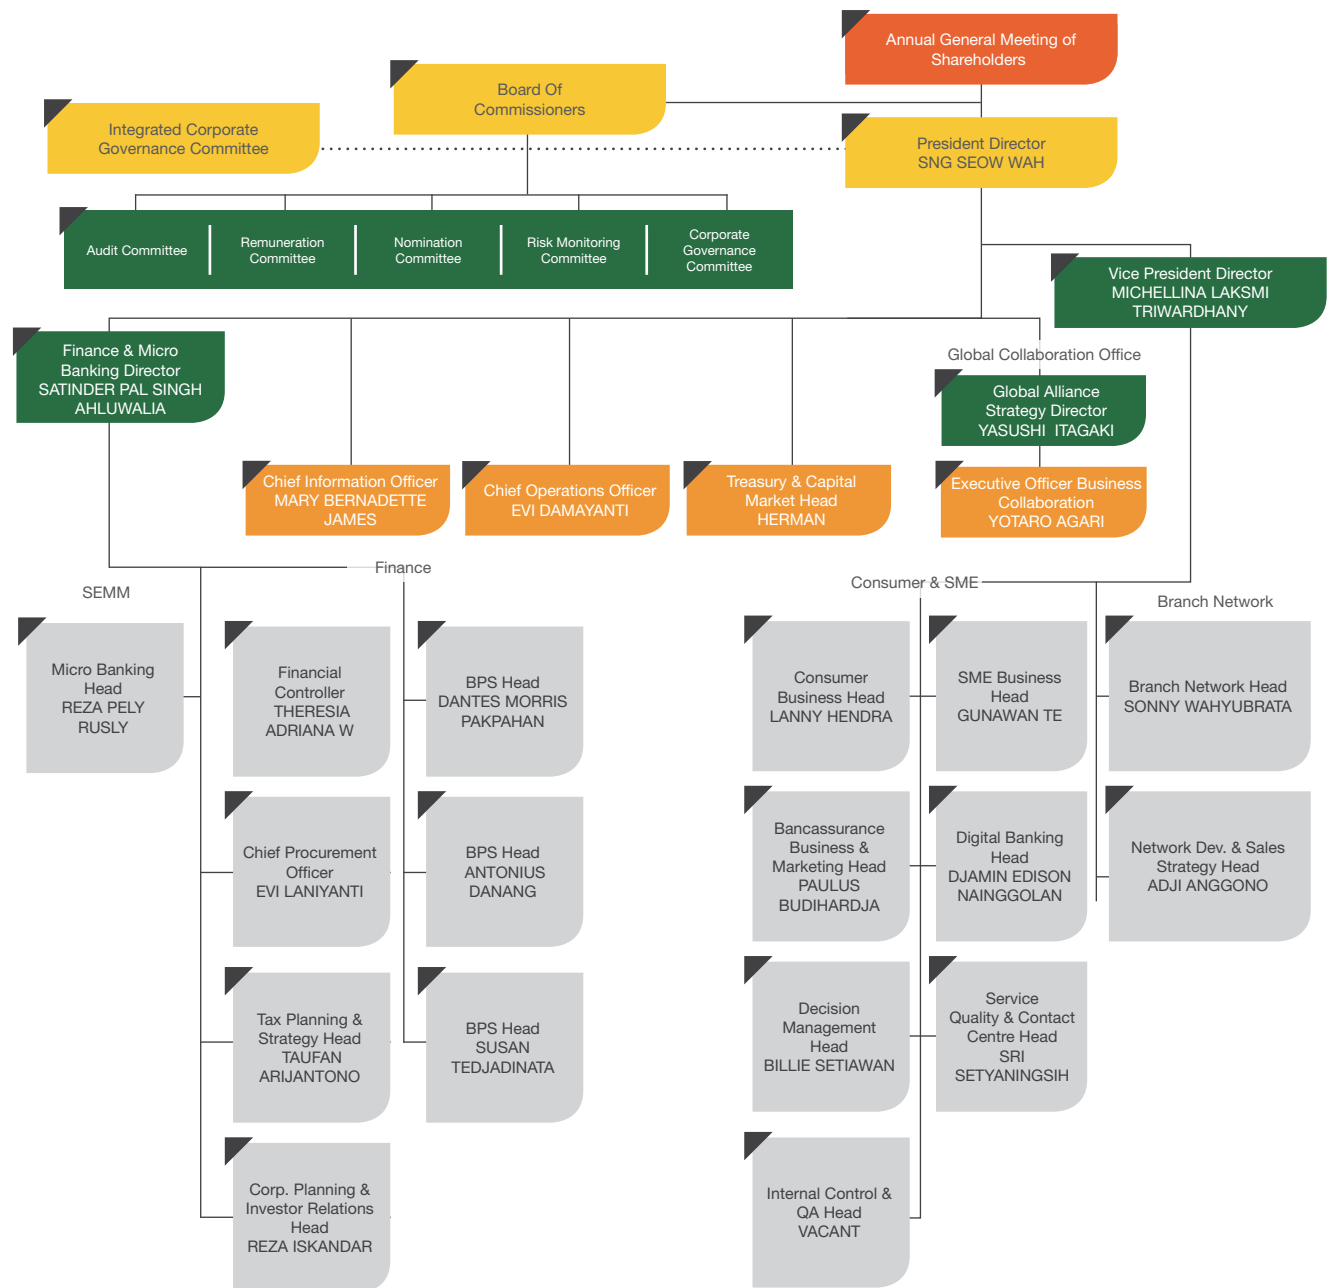 Annual General Meeting of
Shareholders
Board Of
Commissioners
Integrated Corporate
Governance Committee
President Director
SNG SEOW WAH
Audit Committee
Remuneration
Committee
Nomination
Committee
Risk Monitoring
Committee
Corporate
Governance
Committee
Vice President Director
MICHELLINA LAKSMI
TRIWARDHANY
Finance & Micro
Banking Director
SATINDER PAL SINGH
AHLUWALIA
Global Collaboration Office
Global Alliance
Strategy Director
YASUSHI ITAGAKI
Chief Information Officer
MARY BERNADETTE
JAMES
Chief Operations Officer
EVI DAMAYANTI
Treasury & Capital
Market Head
HERMAN
Executive Officer Business
Collaboration
YOTARO AGARI
SEMM
Finance
Consumer & SME
Branch Network
Micro Banking
Head
REZA PELY
RUSLY
Financial
Controller
THERESIA
ADRIANA W
BPS Head
DANTES MORRIS
PAKPAHAN
Consumer
Business Head
LANNY HENDRA
SME Business
Head
GUNAWAN TE
Branch Network Head
SONNY WAHYUBRATA
Chief Procurement
Officer
EVI LANIYANTI
BPS Head
ANTONIUS
DANANG
Bancassurance
Business &
Marketing Head
PAULUS
BUDIHARDJA
Digital Banking
Head
DJAMIN EDISON
NAINGGOLAN
Network Dev. & Sales
Strategy Head
ADJI ANGGONO
Tax Planning &
Strategy Head
TAUFAN
ARIJANTONO
BPS Head
SUSAN
TEDJADINATA
Decision
Management
Head
BILLIE SETIAWAN
Service
Quality & Contact
Centre Head
SRI
SETYANINGSIH
Corp. Planning &
Investor Relations
Head
REZA ISKANDAR
Internal Control &
QA Head
VACANT